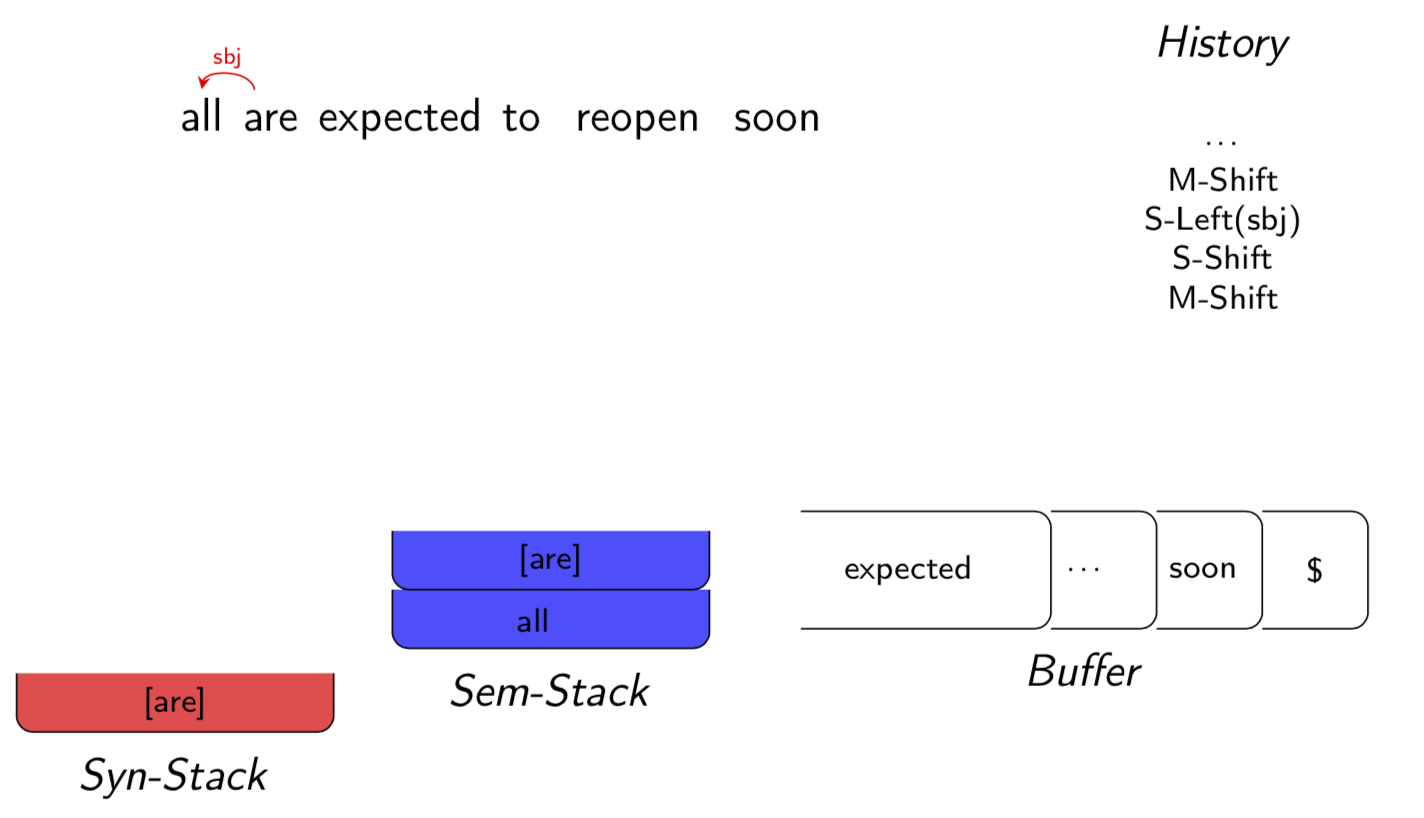 History
sbj
all are expected to reopen soon
...
M-Shift
S-Left(sbj)
S-Shift
M-Shift
[are]
all
Sem-Stack
expected ... soon $
Buffer
[are]
Syn-Stack